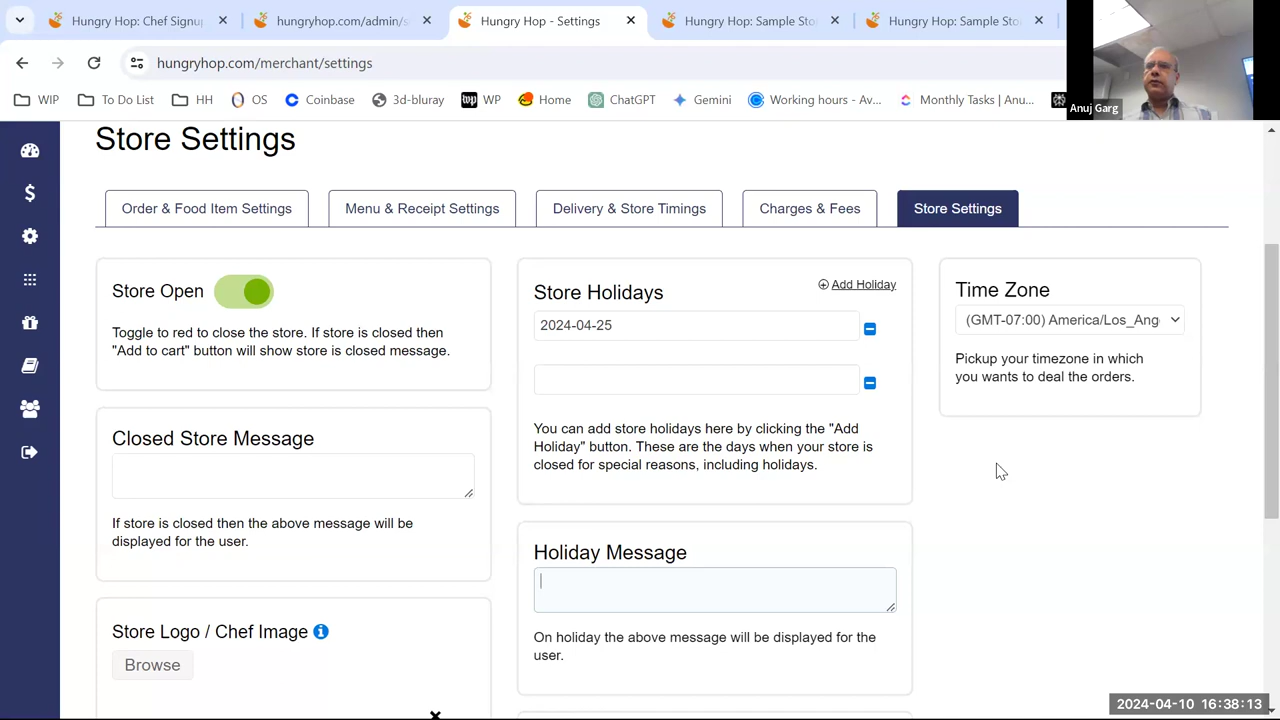 Hungry Hop: Chef Signu
hungryhop.com/admin/s
Hungry Hop - Settings
Hungry Hop: Sample Sto
Hungry Hop: Sample Sto
hungryhop.com/merchant/settings
WIP
To Do List
HH
OS
Coinbase
3d-bluray
WP
Home
ChatGPT
Gemini
Working hours - Av...
Monthly Tasks | Anu...
Anuj Garg
Store Settings
Order & Food Item Settings
Menu & Receipt Settings
Delivery & Store Timings
Charges & Fees
Store Settings
Store Open
Toggle to red to close the store. If store is closed then
"Add to cart" button will show store is closed message.
Closed Store Message
If store is closed then the above message will be
displayed for the user.
Store Logo / Chef Image
Browse
Store Holidays
Add Holiday
2024-04-25
You can add store holidays here by clicking the "Add
Holiday" button. These are the days when your store is
closed for special reasons, including holidays.
Holiday Message
On holiday the above message will be displayed for the
user.
Time Zone
(GMT-07:00) America/Los_Ang
Pickup your timezone in which
you wants to deal the orders.
2024-04-10 16:38:13